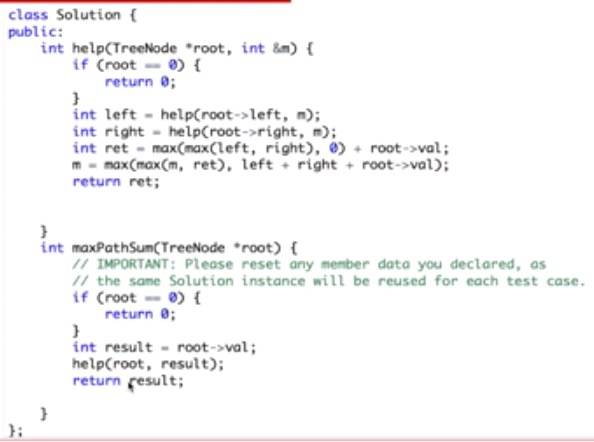 class Solution {
public:
    int help(TreeNode *root, int &m) {
        if (root == 0) {
            return 0;
        }
        int left = help(root->left, m);
        int right = help(root->right, m);
        int ret = max(max(left, right), 0) + root->val;
        m = max(max(m, ret), left + right + root->val);
        return ret;
    }
    int maxPathSum(TreeNode *root) {
        // IMPORTANT: Please reset any member data you declared, as
        // the same Solution instance will be reused for each test case.
        if (root == 0) {
            return 0;
        }
        int result = root->val;
        help(root, result);
        return result;
    }
};